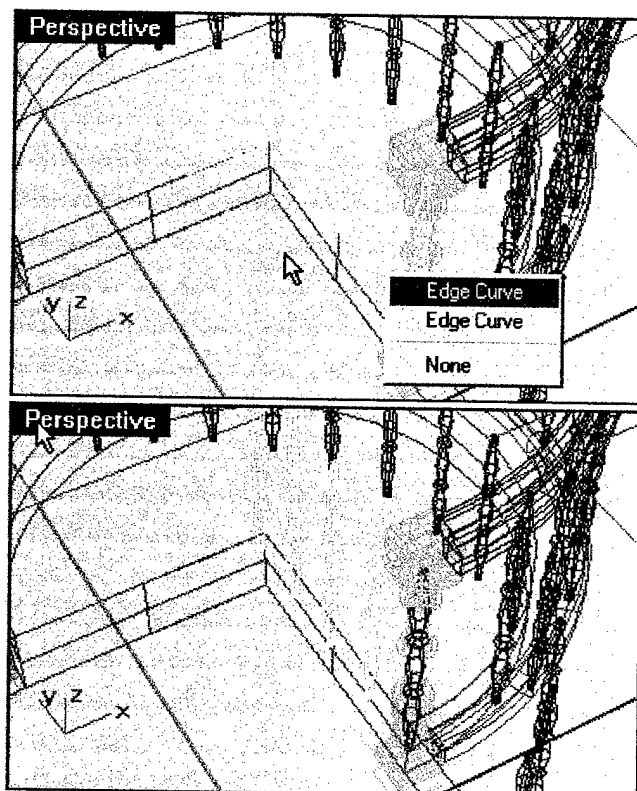 Perspective
Edge Curve
Edge Curve
None
y z
x
Perspective
y z
x